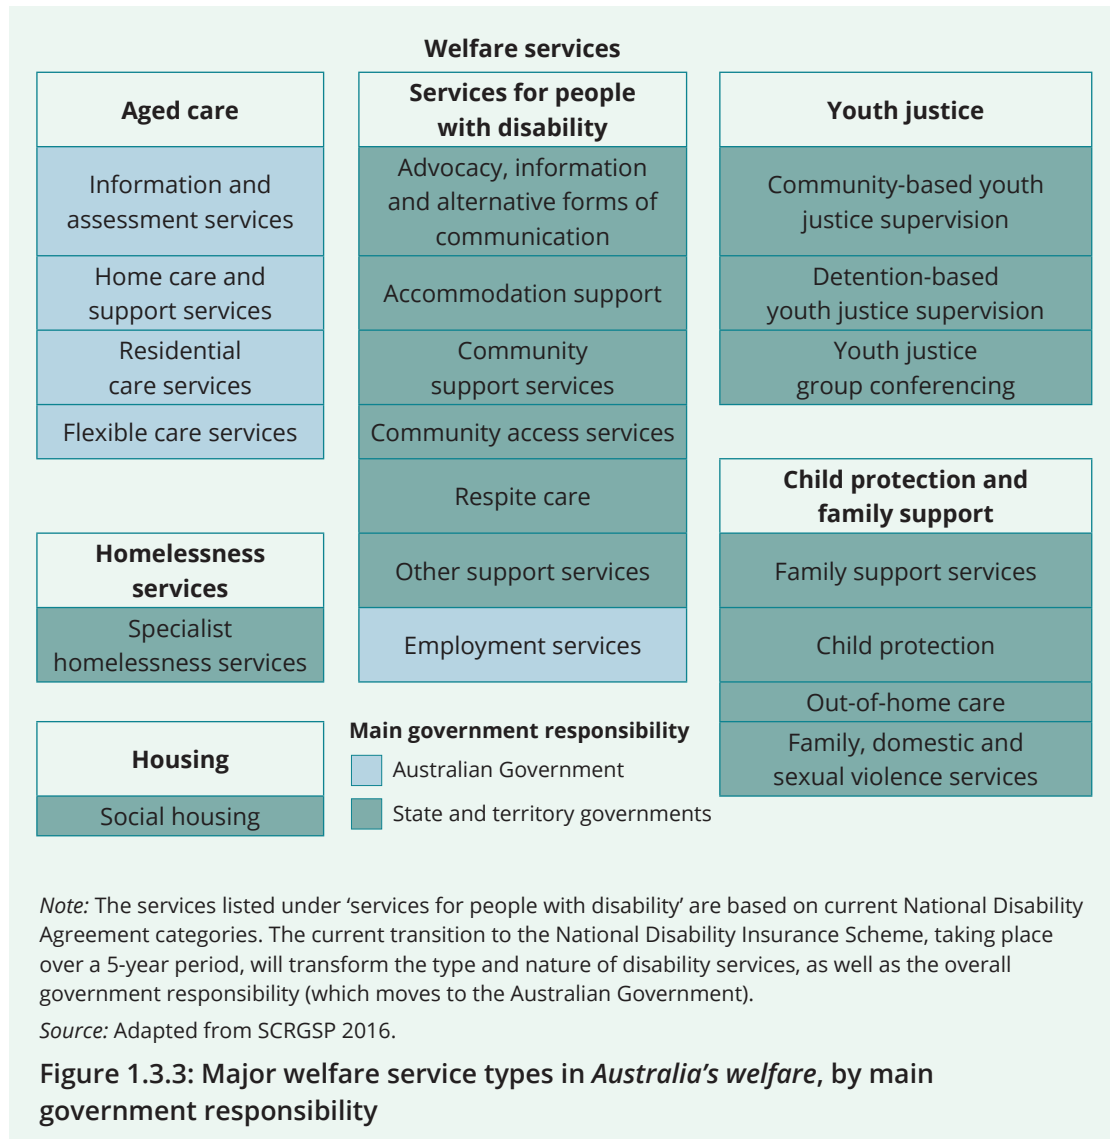 Welfare services
Aged care
Information and
assessment services
Home care and
support services
Residential
care services
Flexible care services
Homelessness
services
Specialist
homelessness services
Housing
Social housing
Services for people
with disability
Advocacy, information
and alternative forms of
communication
Accommodation support
Community
support services
Community access services
Respite care
Other support services
Employment services
Main government responsibility
Australian Government
State and territory governments
Youth justice
Community-based youth
justice supervision
Detention-based
youth justice supervision
Youth justice
group conferencing
Child protection and
family support
Family support services
Child protection
Out-of-home care
Family, domestic and
sexual violence services
Note: The services listed under ‘services for people with disability’ are based on current National Disability
Agreement categories. The current transition to the National Disability Insurance Scheme, taking place
over a 5-year period, will transform the type and nature of disability services, as well as the overall
government responsibility (which moves to the Australian Government).
Source: Adapted from SCRGSP 2016.
Figure 1.3.3: Major welfare service types in Australia’s welfare, by main
government responsibility